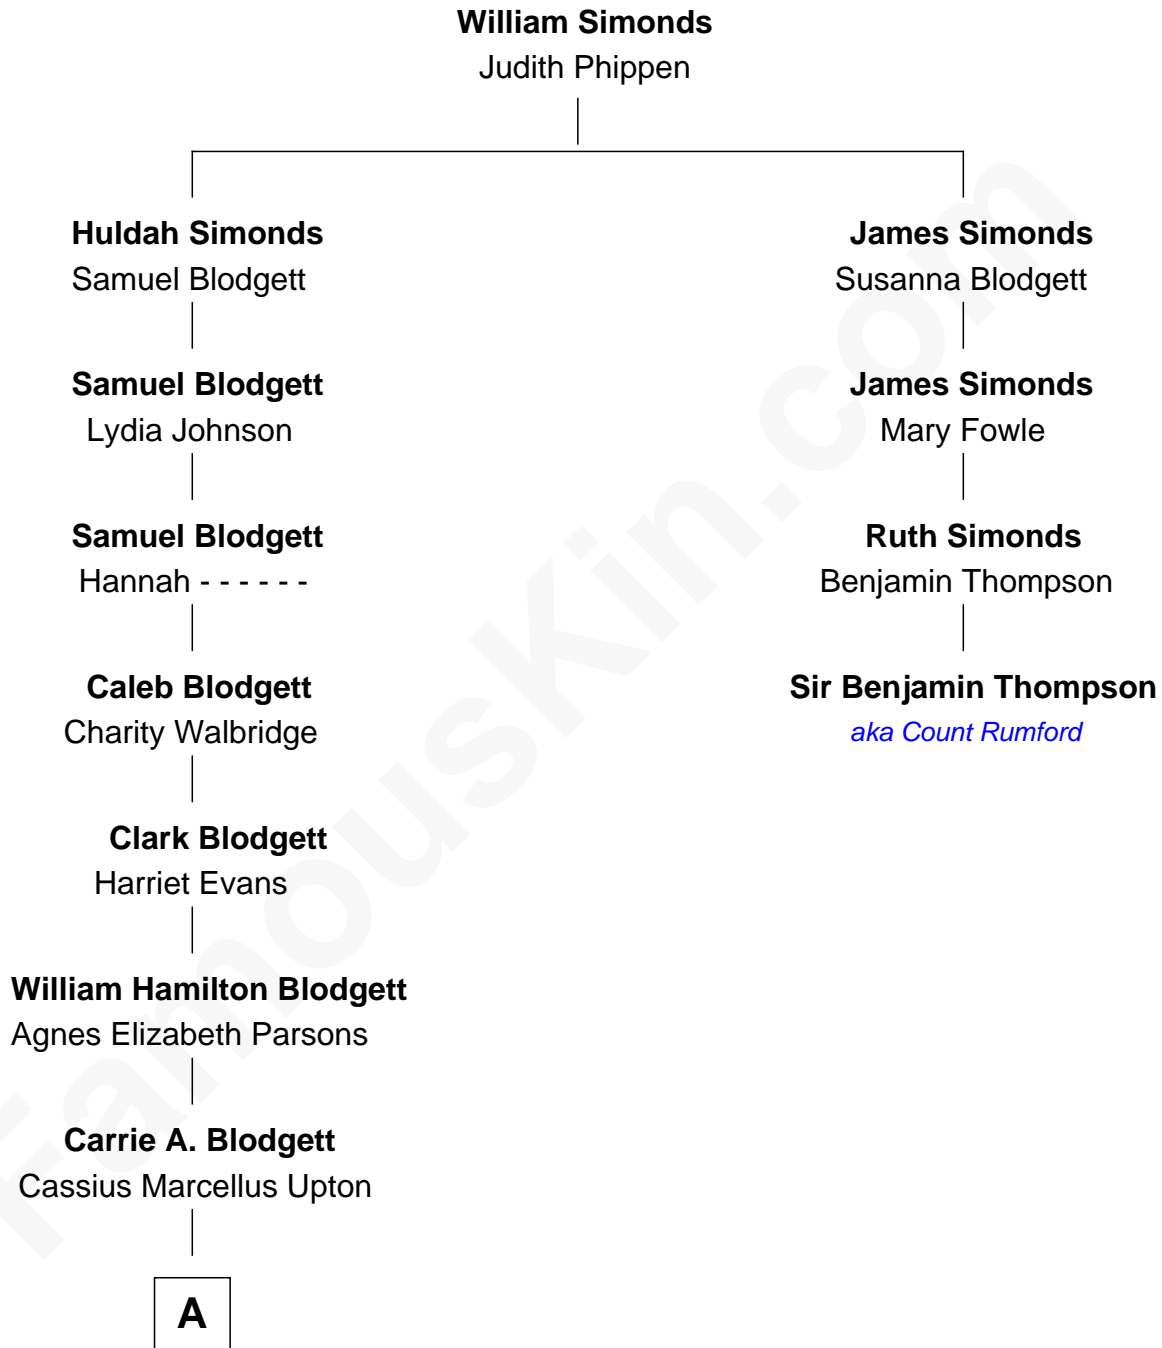 William Simonds
Judith Phippen
Huldah Simonds
Samuel Blodgett
James Simonds
Susanna Blodgett
Samuel Blodgett
Lydia Johnson
James Simonds
Mary Fowle
Samuel Blodgett
Hannah - - - - - -
Ruth Simonds
Benjamin Thompson
Caleb Blodgett
Charity Walbridge
Sir Benjamin Thompson
aka Count Rumford
Clark Blodgett
Harriet Evans
William Hamilton Blodgett
Agnes Elizabeth Parsons
Carrie A. Blodgett
Cassius Marcellus Upton
A
FamousKin.com